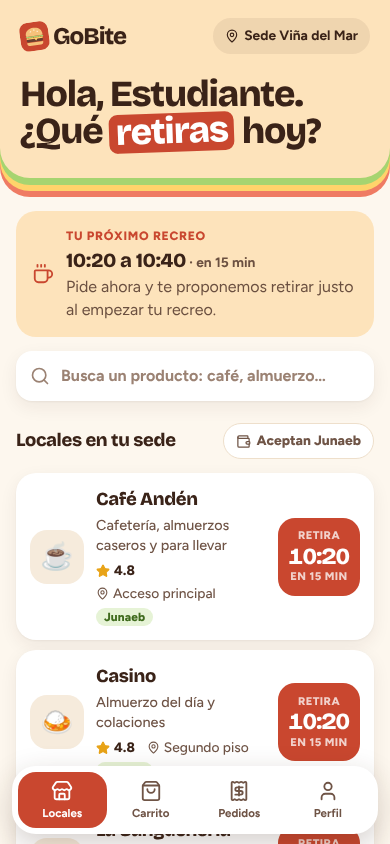 GoBite
Sede Viña del Mar
Hola, Estudiante.
¿Qué retiras hoy?
TU PRÓXIMO RECREO
10:20 a 10:40 · en 15 min
Pide ahora y te proponemos retirar justo
al empezar tu recreo.
Busca un producto: café, almuerzo...
Locales en tu sede
Aceptan Junaeb
Café Andén
Cafetería, almuerzos
caseros y para llevar
4.8
Acceso principal
Junaeb
RETIRA
10:20
EN 15 MIN
Casino
Almuerzo del día y
colaciones
4.8 Segundo piso
RETIRA
10:20
EN 15 MIN
Locales
Carrito
Pedidos
Perfil